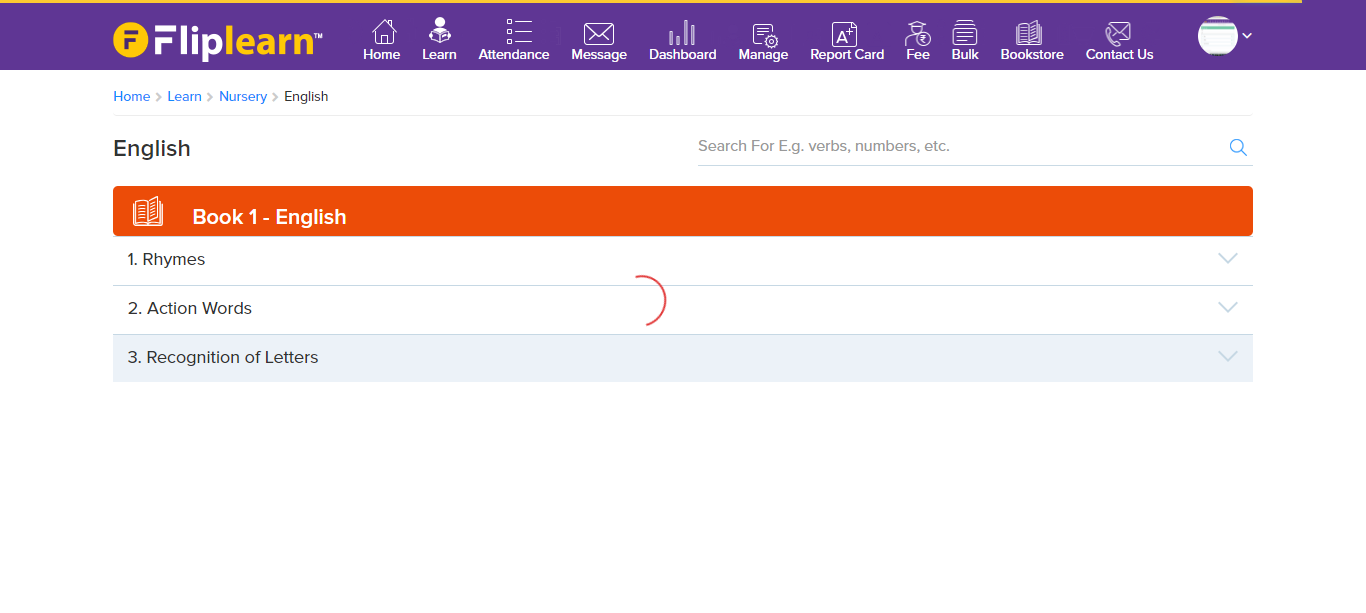 Fliplearn™
Home Learn Attendance Message Dashboard Manage Report Card Fee Bulk Bookstore Contact Us
Home > Learn > Nursery > English
English
Search For E.g. verbs, numbers, etc.
Book 1 - English
1. Rhymes
2. Action Words
3. Recognition of Letters